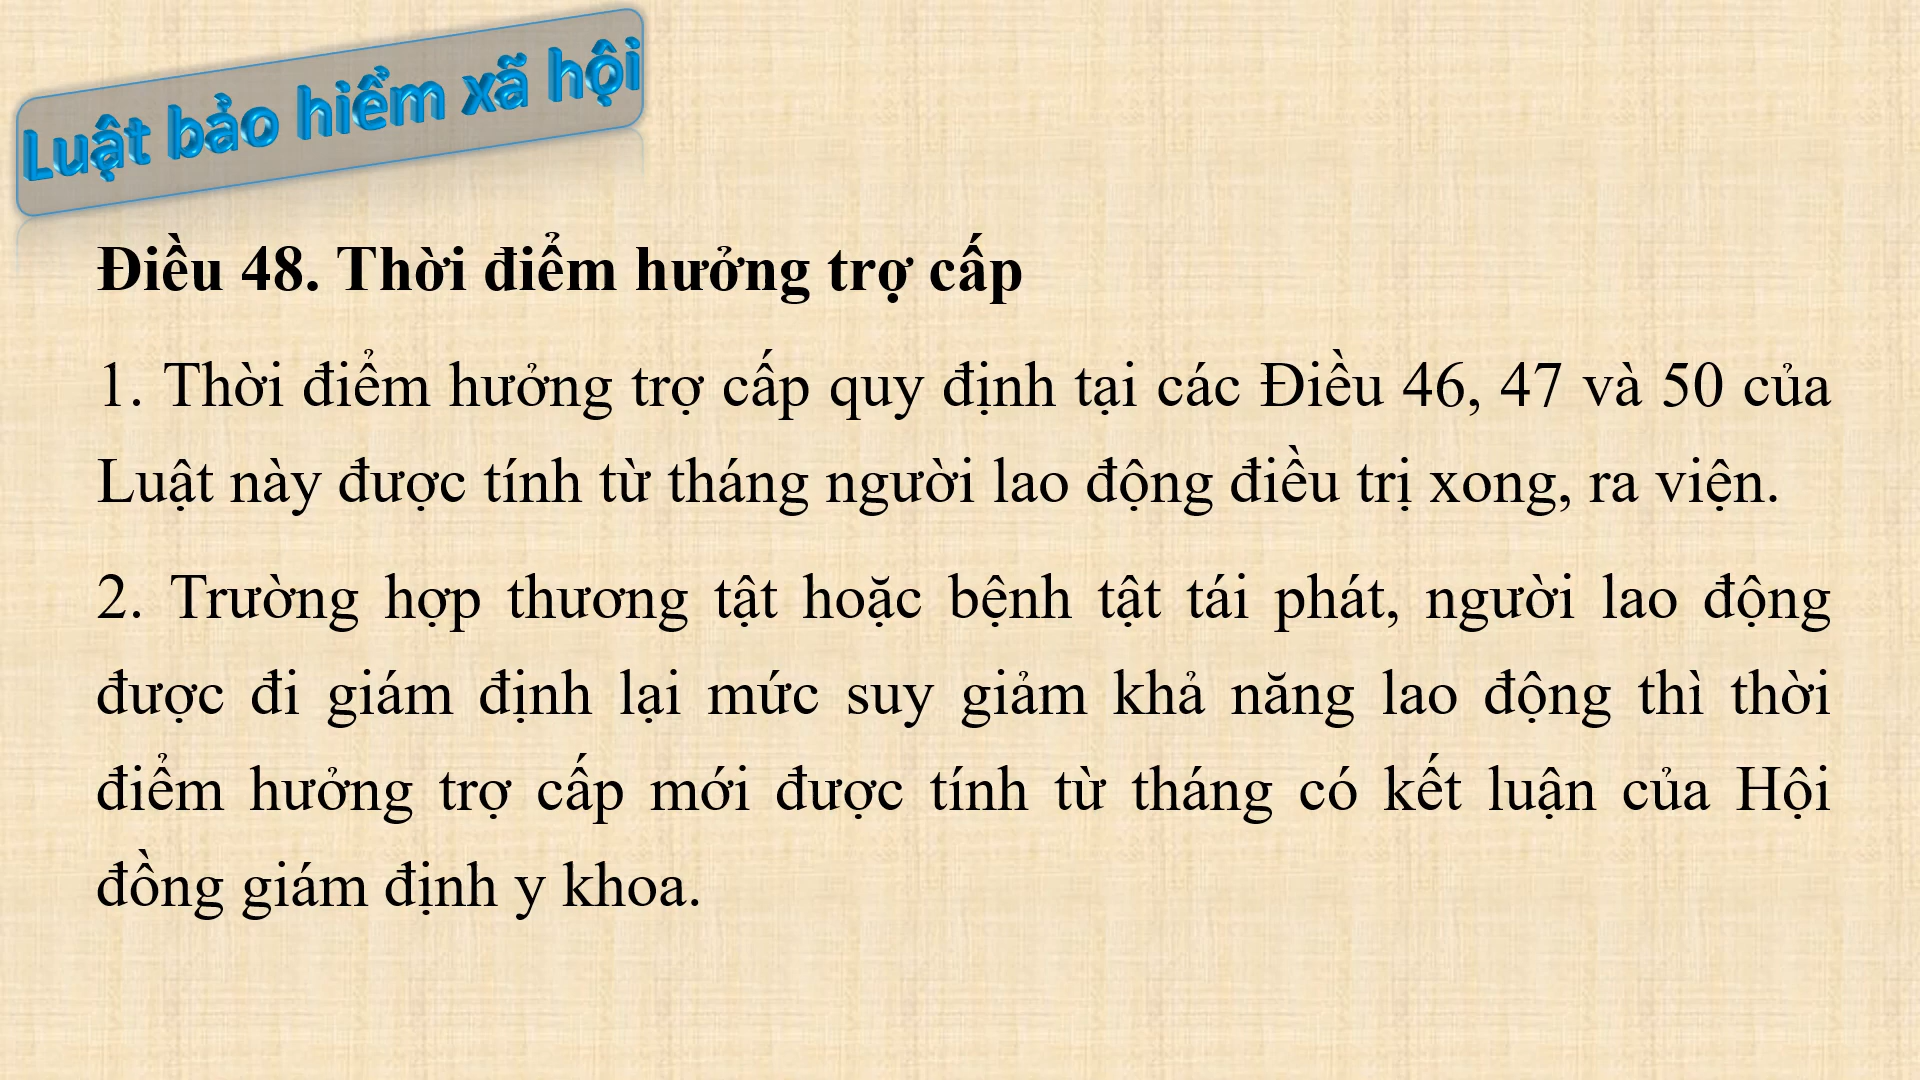 Luật bảo hiểm xã hội
Điều 48. Thời điểm hưởng trợ cấp
1. Thời điểm hưởng trợ cấp quy định tại các Điều 46, 47 và 50 của
Luật này được tính từ tháng người lao động điều trị xong, ra viện.
2. Trường hợp thương tật hoặc bệnh tật tái phát, người lao động
được đi giám định lại mức suy giảm khả năng lao động thì thời
điểm hưởng trợ cấp mới được tính từ tháng có kết luận của Hội
đồng giám định y khoa.